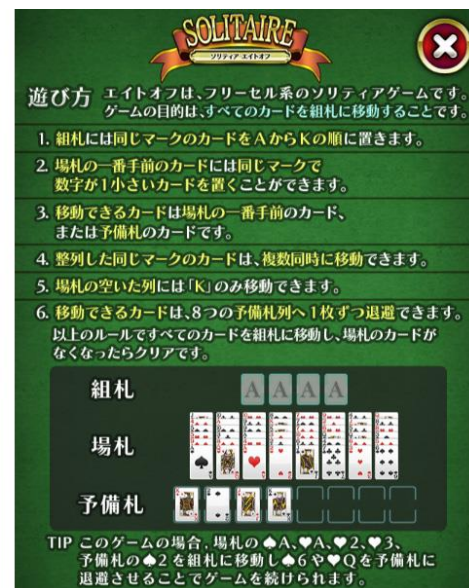 SOLITAIRE
ソリティア エイトオフ
遊び方 エイトオフは、フリーセル系のソリティアゲームです。
ゲームの目的は、すべてのカードを組札に移動することです。
1. 組札には同じマークのカードをAからKの順に置きます。
2. 場札の一番手前のカードには同じマークで
数字が1小さいカードを置くことができます。
3. 移動できるカードは場札の一番手前のカード、
または予備札のカードです。
4. 整列した同じマークのカードは、複数同時に移動できます。
5. 場札の空いた列には「K」のみ移動できます。
6. 移動できるカードは、8つの予備札列へ1枚ずつ退避できます。
以上のルールですべてのカードを組札に移動し、場札のカードが
なくなったらクリアです。
組札 A A A A
場札
予備札
TIP このゲームの場合、場札の♠A、♥A、♥2、♥3、
予備札の♠2を組札に移動し♠6や♥Qを予備札に
退避させることでゲームを続けられます。